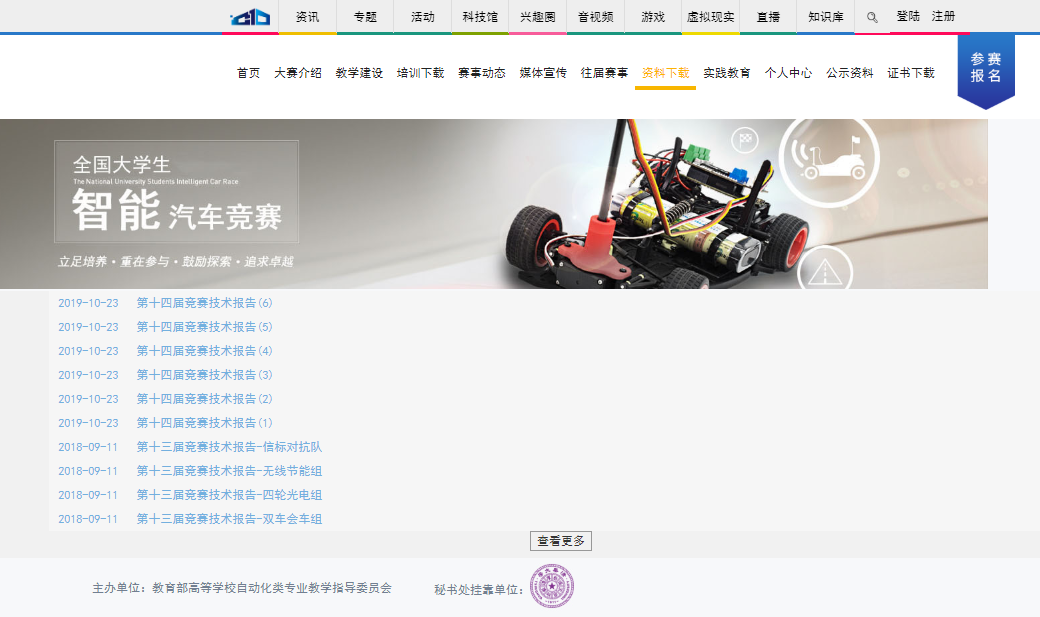 资讯 专题 活动 科技馆 兴趣圈 音视频 游戏 虚拟现实 直播 知识库 登陆 注册
首页 大赛介绍 教学建设 培训下载 赛事动态 媒体宣传 往届赛事 资料下载 实践教育 个人中心 公示资料 证书下载
参赛
报名
全国大学生
The National University Students Intelligent Car Race
智能 汽车竞赛
立足培养·重在参与·鼓励探索·追求卓越
2019-10-23 第十四届竞赛技术报告(6)
2019-10-23 第十四届竞赛技术报告(5)
2019-10-23 第十四届竞赛技术报告(4)
2019-10-23 第十四届竞赛技术报告(3)
2019-10-23 第十四届竞赛技术报告(2)
2019-10-23 第十四届竞赛技术报告(1)
2018-09-11 第十三届竞赛技术报告-信标对抗队
2018-09-11 第十三届竞赛技术报告-无线节能组
2018-09-11 第十三届竞赛技术报告-四轮光电组
2018-09-11 第十三届竞赛技术报告-双车会车组
查看更多
主办单位：教育部高等学校自动化类专业教学指导委员会 秘书处挂靠单位：